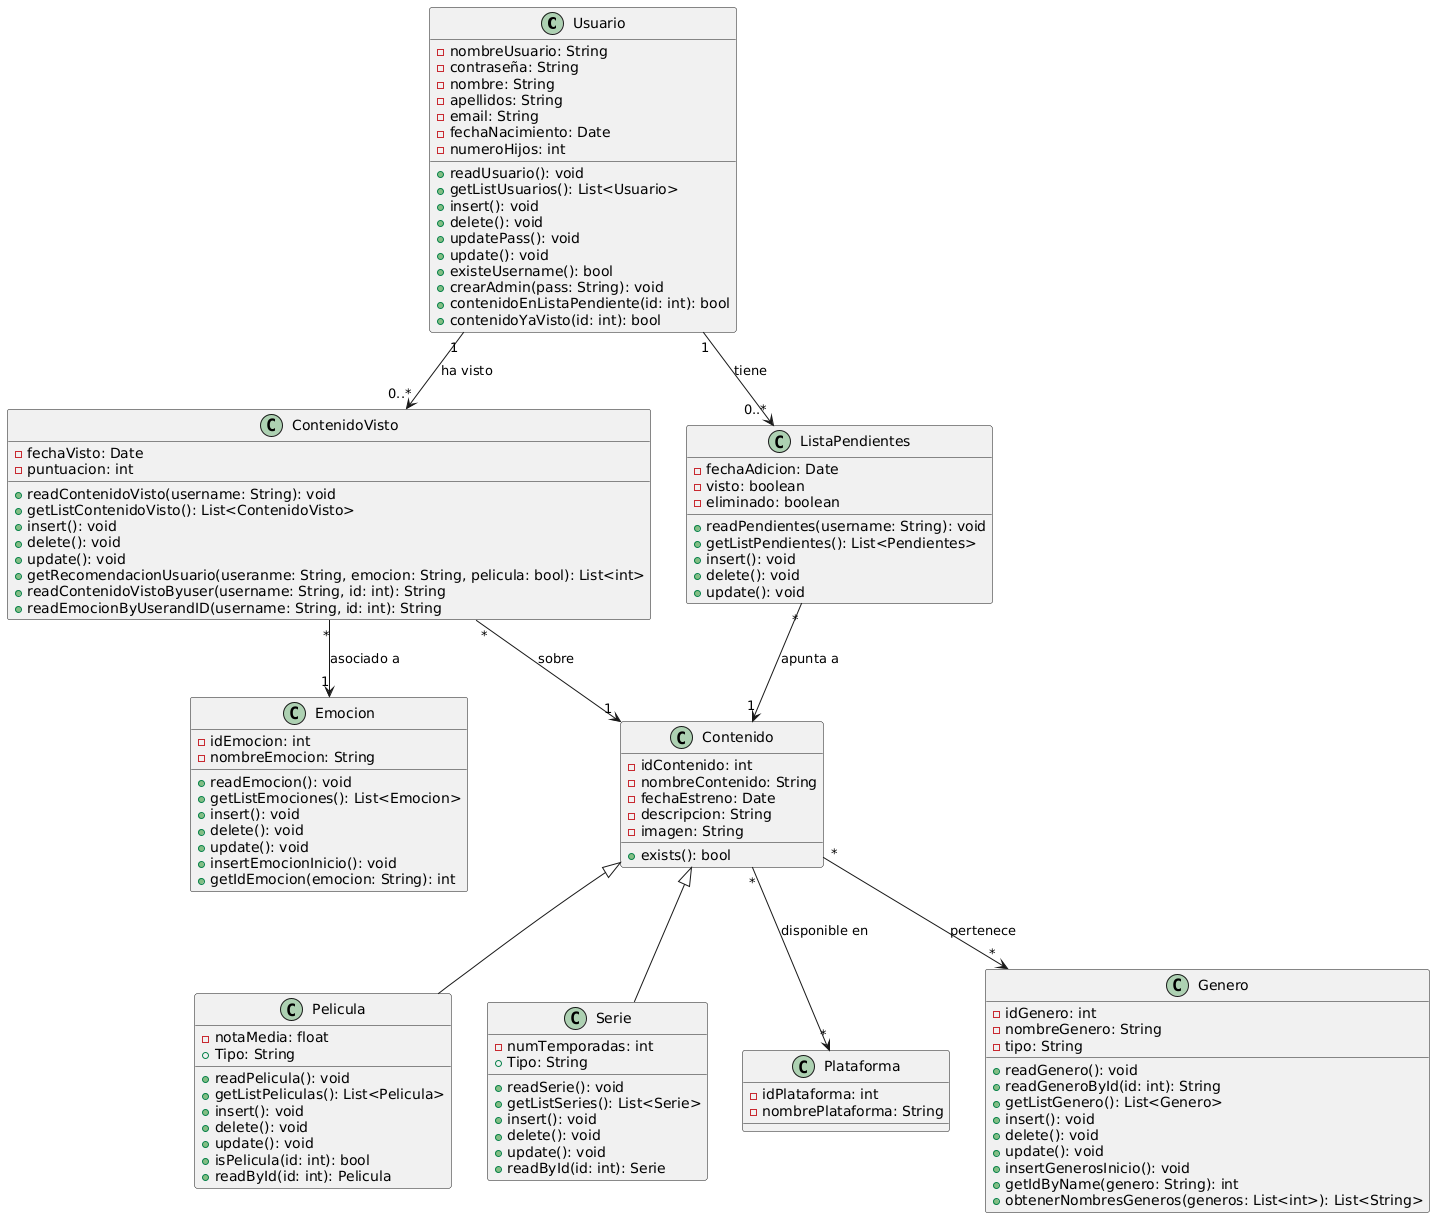 C Usuario
nombreUsuario: String
contraseña: String
nombre: String
apellidos: String
email: String
fechaNacimiento: Date
numeroHijos: int
readUsuario(): void
getListUsuarios(): List<Usuario>
insert(): void
delete(): void
updatePass(): void
update(): void
existeUsername(): bool
crearAdmin(pass: String): void
contenidoEnListaPendiente(id: int): bool
contenidoYaVisto(id: int): bool
1
ha visto
0..*
1
tiene
0..*
C ContenidoVisto
fechaVisto: Date
puntuacion: int
readContenidoVisto(username: String): void
getListContenidoVisto(): List<ContenidoVisto>
insert(): void
delete(): void
update(): void
getRecomendacionUsuario(useranme: String, emocion: String, pelicula: bool): List<int>
readContenidoVistoByuser(username: String, id: int): String
readEmocionByUserandID(username: String, id: int): String
C ListaPendientes
fechaAdicion: Date
visto: boolean
eliminado: boolean
readPendientes(username: String): void
getListPendientes(): List<Pendientes>
insert(): void
delete(): void
update(): void
*
asociado a
1
*
sobre
1
*
apunta a
1
C Emocion
idEmocion: int
nombreEmocion: String
readEmocion(): void
getListEmociones(): List<Emocion>
insert(): void
delete(): void
update(): void
insertEmocionInicio(): void
getIdEmocion(emocion: String): int
C Contenido
idContenido: int
nombreContenido: String
fechaEstreno: Date
descripcion: String
imagen: String
exists(): bool
*
disponible en
*
*
pertenece
*
C Pelicula
notaMedia: float
Tipo: String
readPelicula(): void
getListPeliculas(): List<Pelicula>
insert(): void
delete(): void
update(): void
isPelicula(id: int): bool
readById(id: int): Pelicula
C Serie
numTemporadas: int
Tipo: String
readSerie(): void
getListSeries(): List<Serie>
insert(): void
delete(): void
update(): void
readById(id: int): Serie
C Plataforma
idPlataforma: int
nombrePlataforma: String
C Genero
idGenero: int
nombreGenero: String
tipo: String
readGenero(): void
readGeneroById(id: int): String
getListGenero(): List<Genero>
insert(): void
delete(): void
update(): void
insertGenerosInicio(): void
getIdByName(genero: String): int
obtenerNombresGeneros(generos: List<int>): List<String>